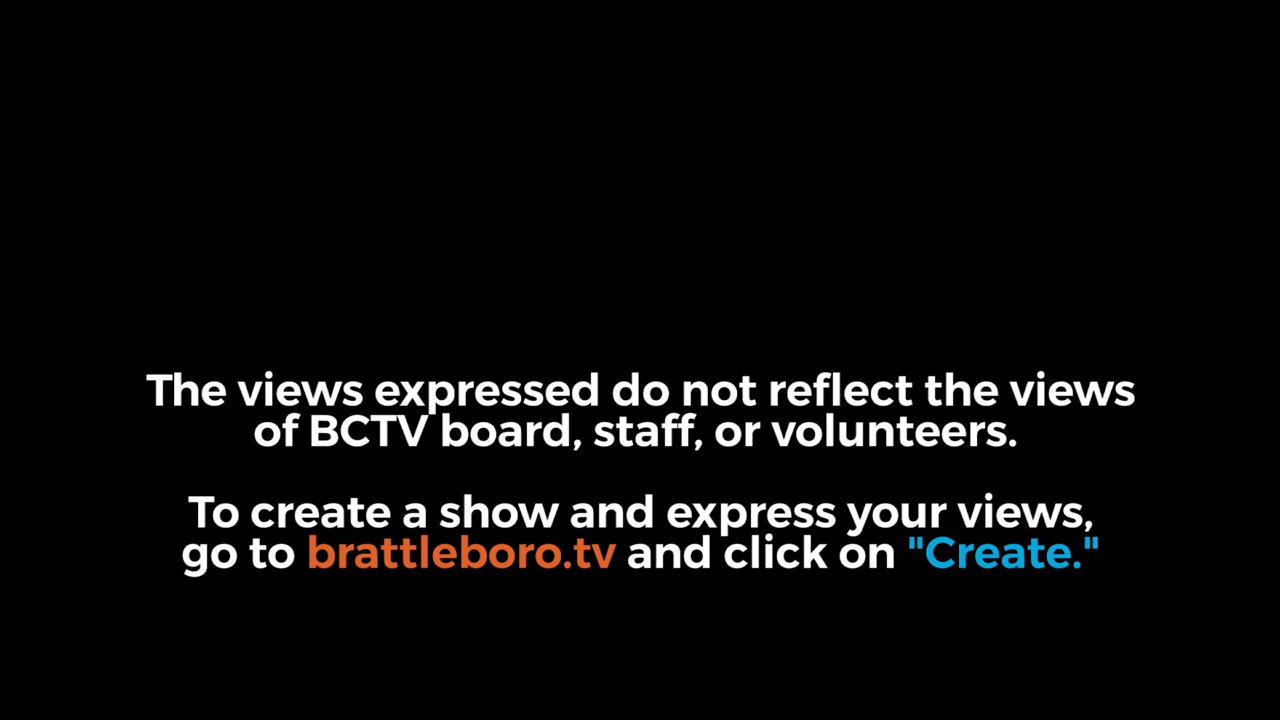 The views expressed do not reflect the views
of BCTV board, staff, or volunteers.
To create a show and express your views,
go to brattleboro.tv and click on "Create."